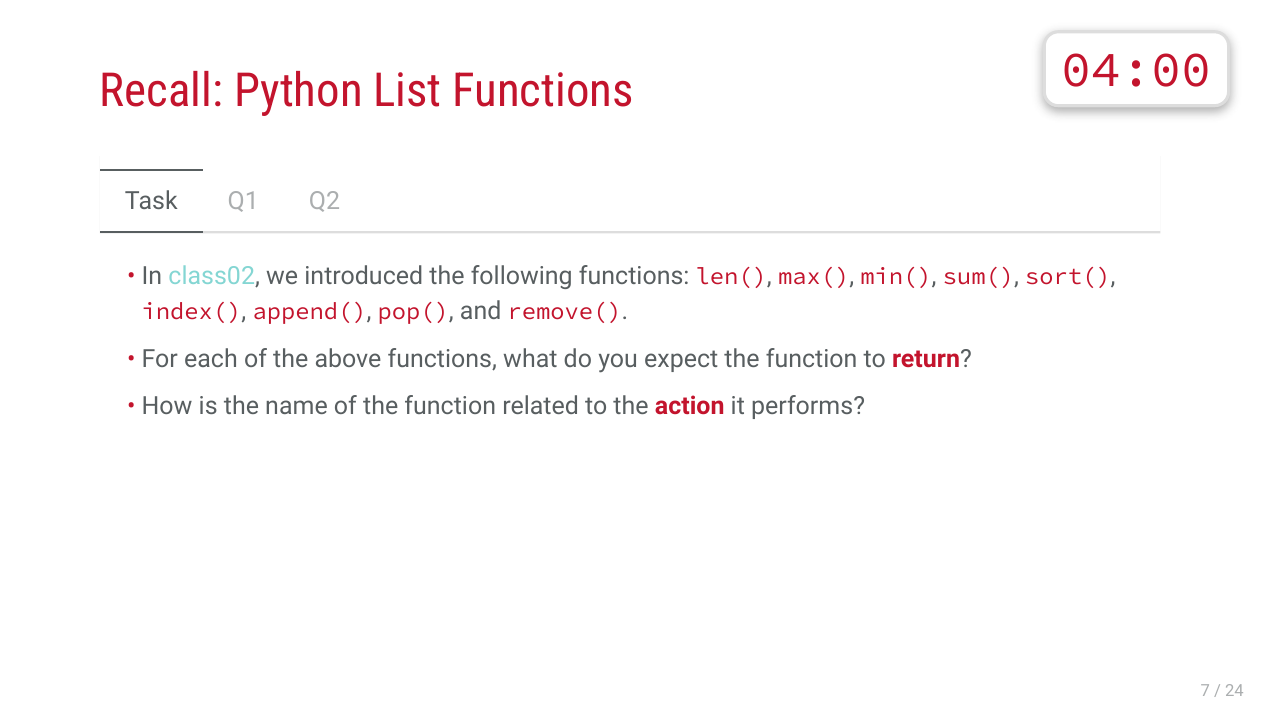 Recall: Python List Functions
04:00
Task Q1 Q2
• In class02, we introduced the following functions: len(), max(), min(), sum(), sort(),
index(), append(), pop(), and remove().
• For each of the above functions, what do you expect the function to return?
• How is the name of the function related to the action it performs?
7 / 24